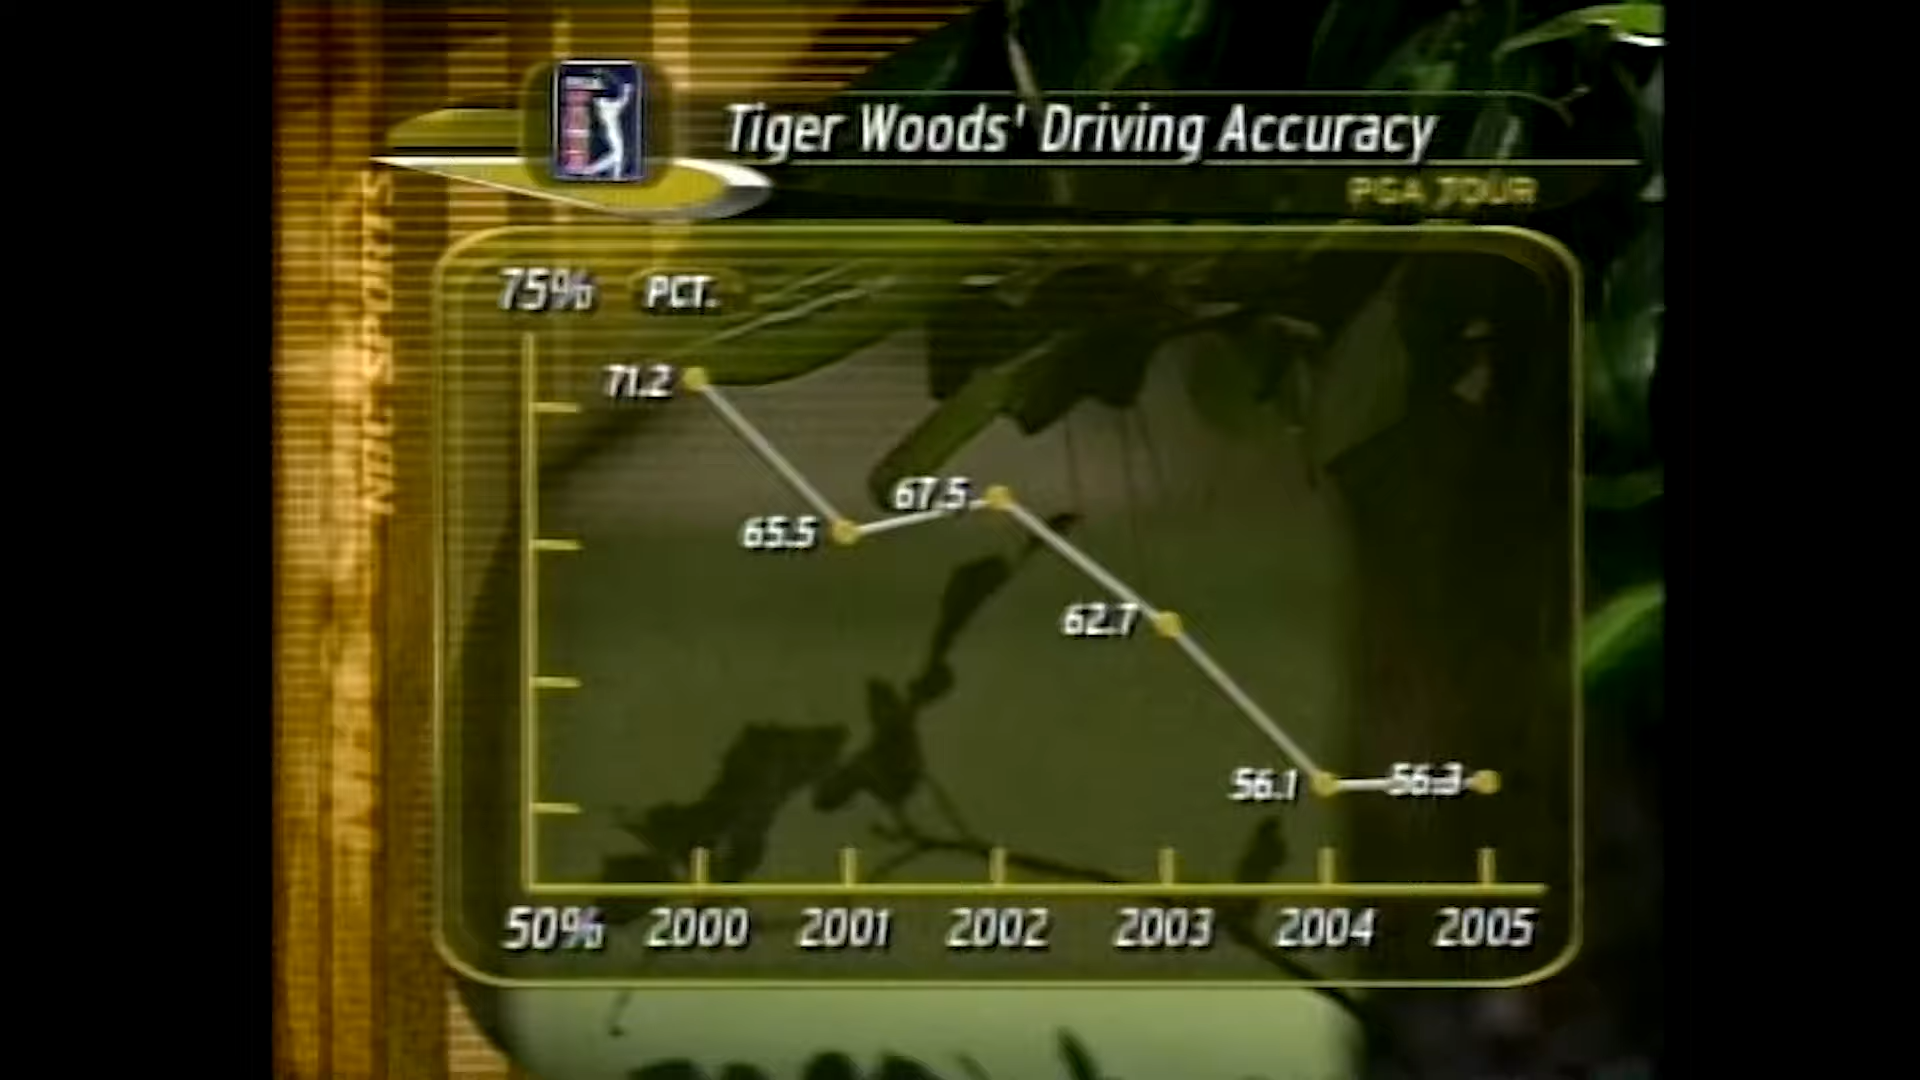 Tiger Woods' Driving Accuracy
PGA TOUR
75% PCT.
71.2
67.5
65.5
62.7
56.1
56.3
50% 2000 2001 2002 2003 2004 2005